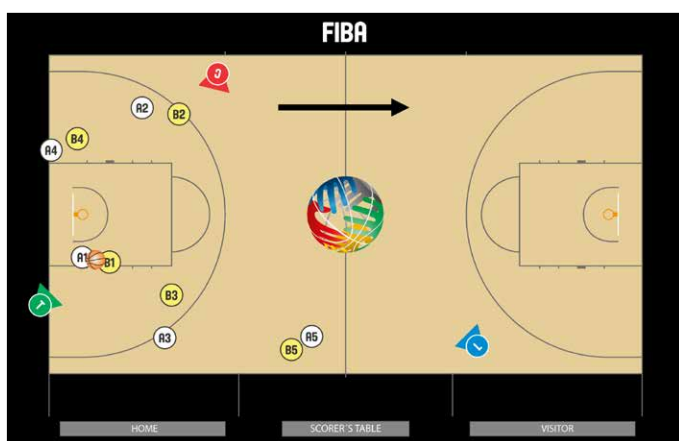 FIBA
C
A2
B2
B4
A4
A1
B1
T
B3
A3
A5
B5
L
HOME
SCORER'S TABLE
VISITOR